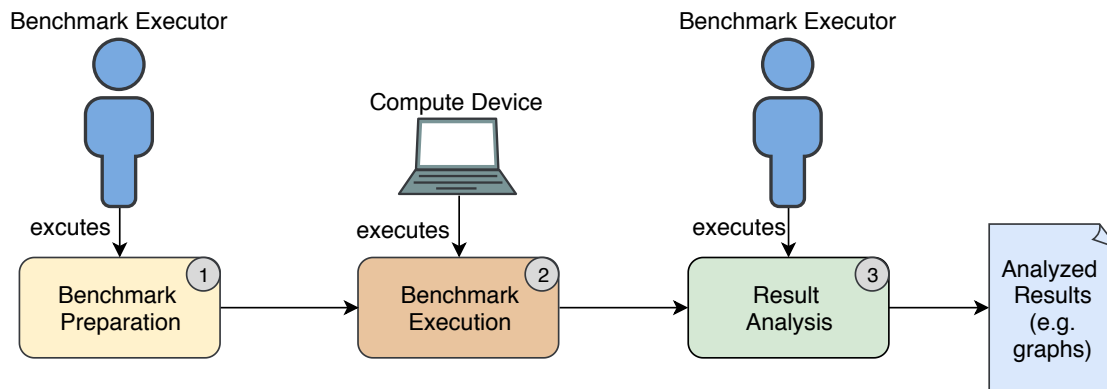 Benchmark Executor
Benchmark Executor
Compute Device
excutes
executes
executes
1
Benchmark
Preparation
2
Benchmark
Execution
3
Result
Analysis
Analyzed
Results
(e.g.
graphs)